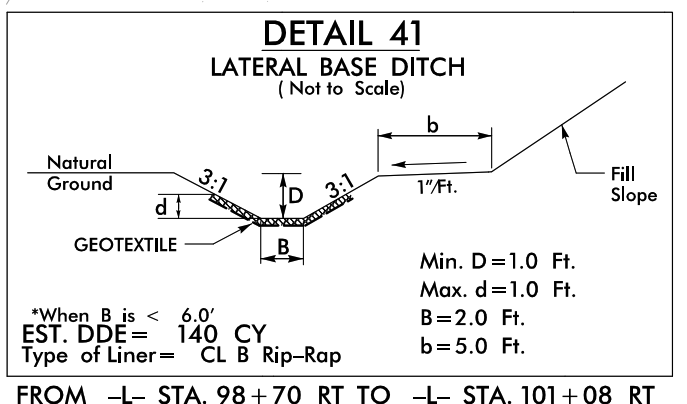 DETAIL 41
LATERAL BASE DITCH
( Not to Scale)
b
Natural
Ground
3:1
D
3:1
1"/Ft.
Fill
Slope
d
GEOTEXTILE
B
Min. D=1.0 Ft.
Max. d=1.0 Ft.
B=2.0 Ft.
b=5.0 Ft.
*When B is < 6.0'
EST. DDE= 140 CY
Type of Liner= CL B Rip-Rap
FROM -L- STA. 98+70 RT TO -L- STA. 101+08 RT